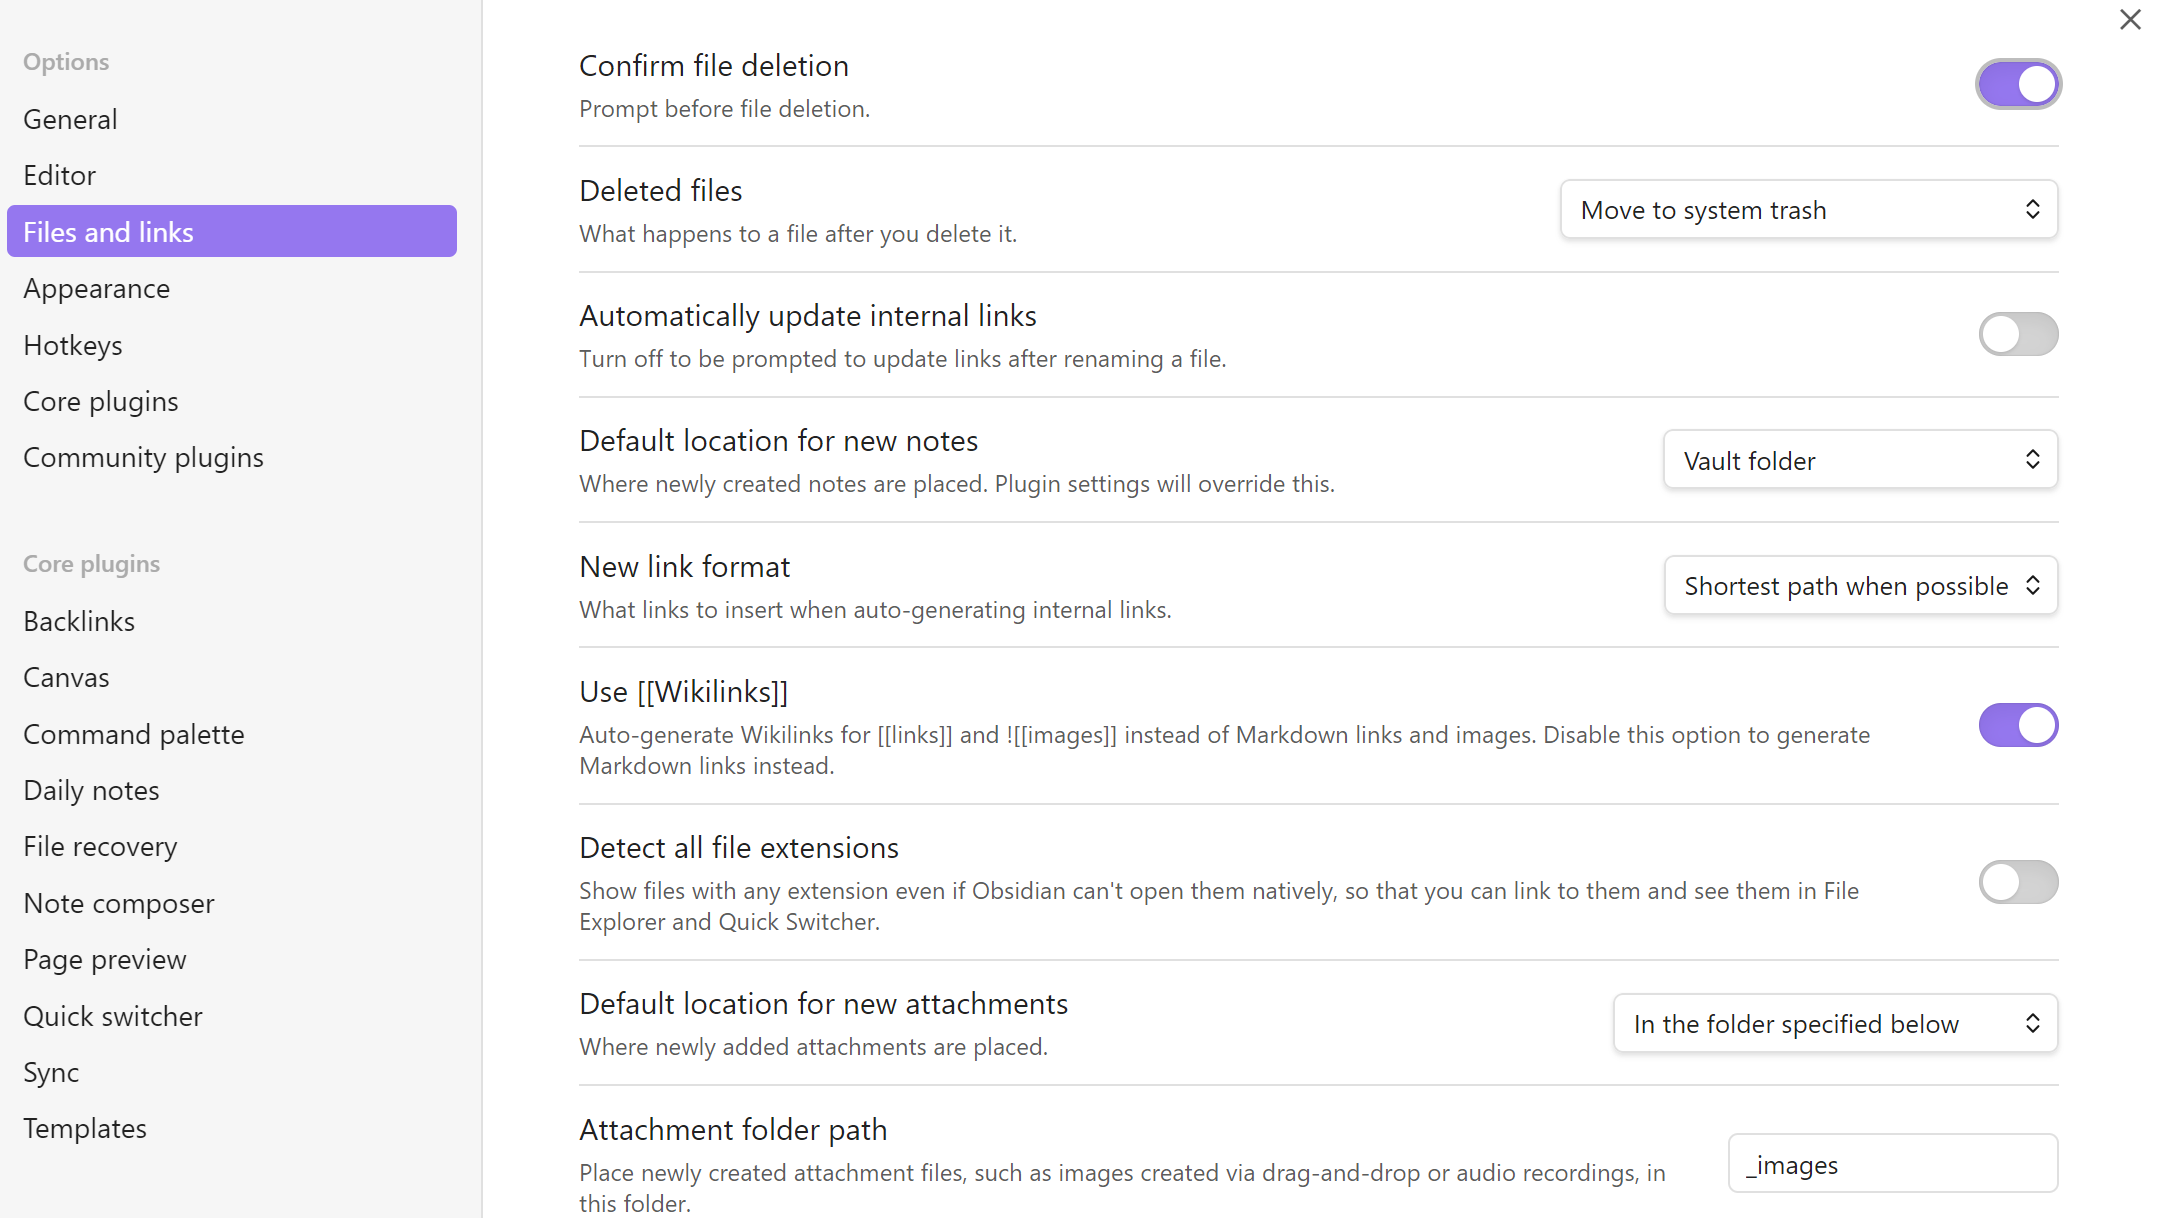 Options
General
Editor
Files and links
Appearance
Hotkeys
Core plugins
Community plugins
Core plugins
Backlinks
Canvas
Command palette
Daily notes
File recovery
Note composer
Page preview
Quick switcher
Sync
Templates
Confirm file deletion
Prompt before file deletion.
Deleted files
What happens to a file after you delete it.
Move to system trash
Automatically update internal links
Turn off to be prompted to update links after renaming a file.
Default location for new notes
Where newly created notes are placed. Plugin settings will override this.
Vault folder
New link format
What links to insert when auto-generating internal links.
Shortest path when possible
Use [[Wikilinks]]
Auto-generate Wikilinks for [[links]] and ![[images]] instead of Markdown links and images. Disable this option to generate
Markdown links instead.
Detect all file extensions
Show files with any extension even if Obsidian can't open them natively, so that you can link to them and see them in File
Explorer and Quick Switcher.
Default location for new attachments
Where newly added attachments are placed.
In the folder specified below
Attachment folder path
Place newly created attachment files, such as images created via drag-and-drop or audio recordings, in
this folder.
_images